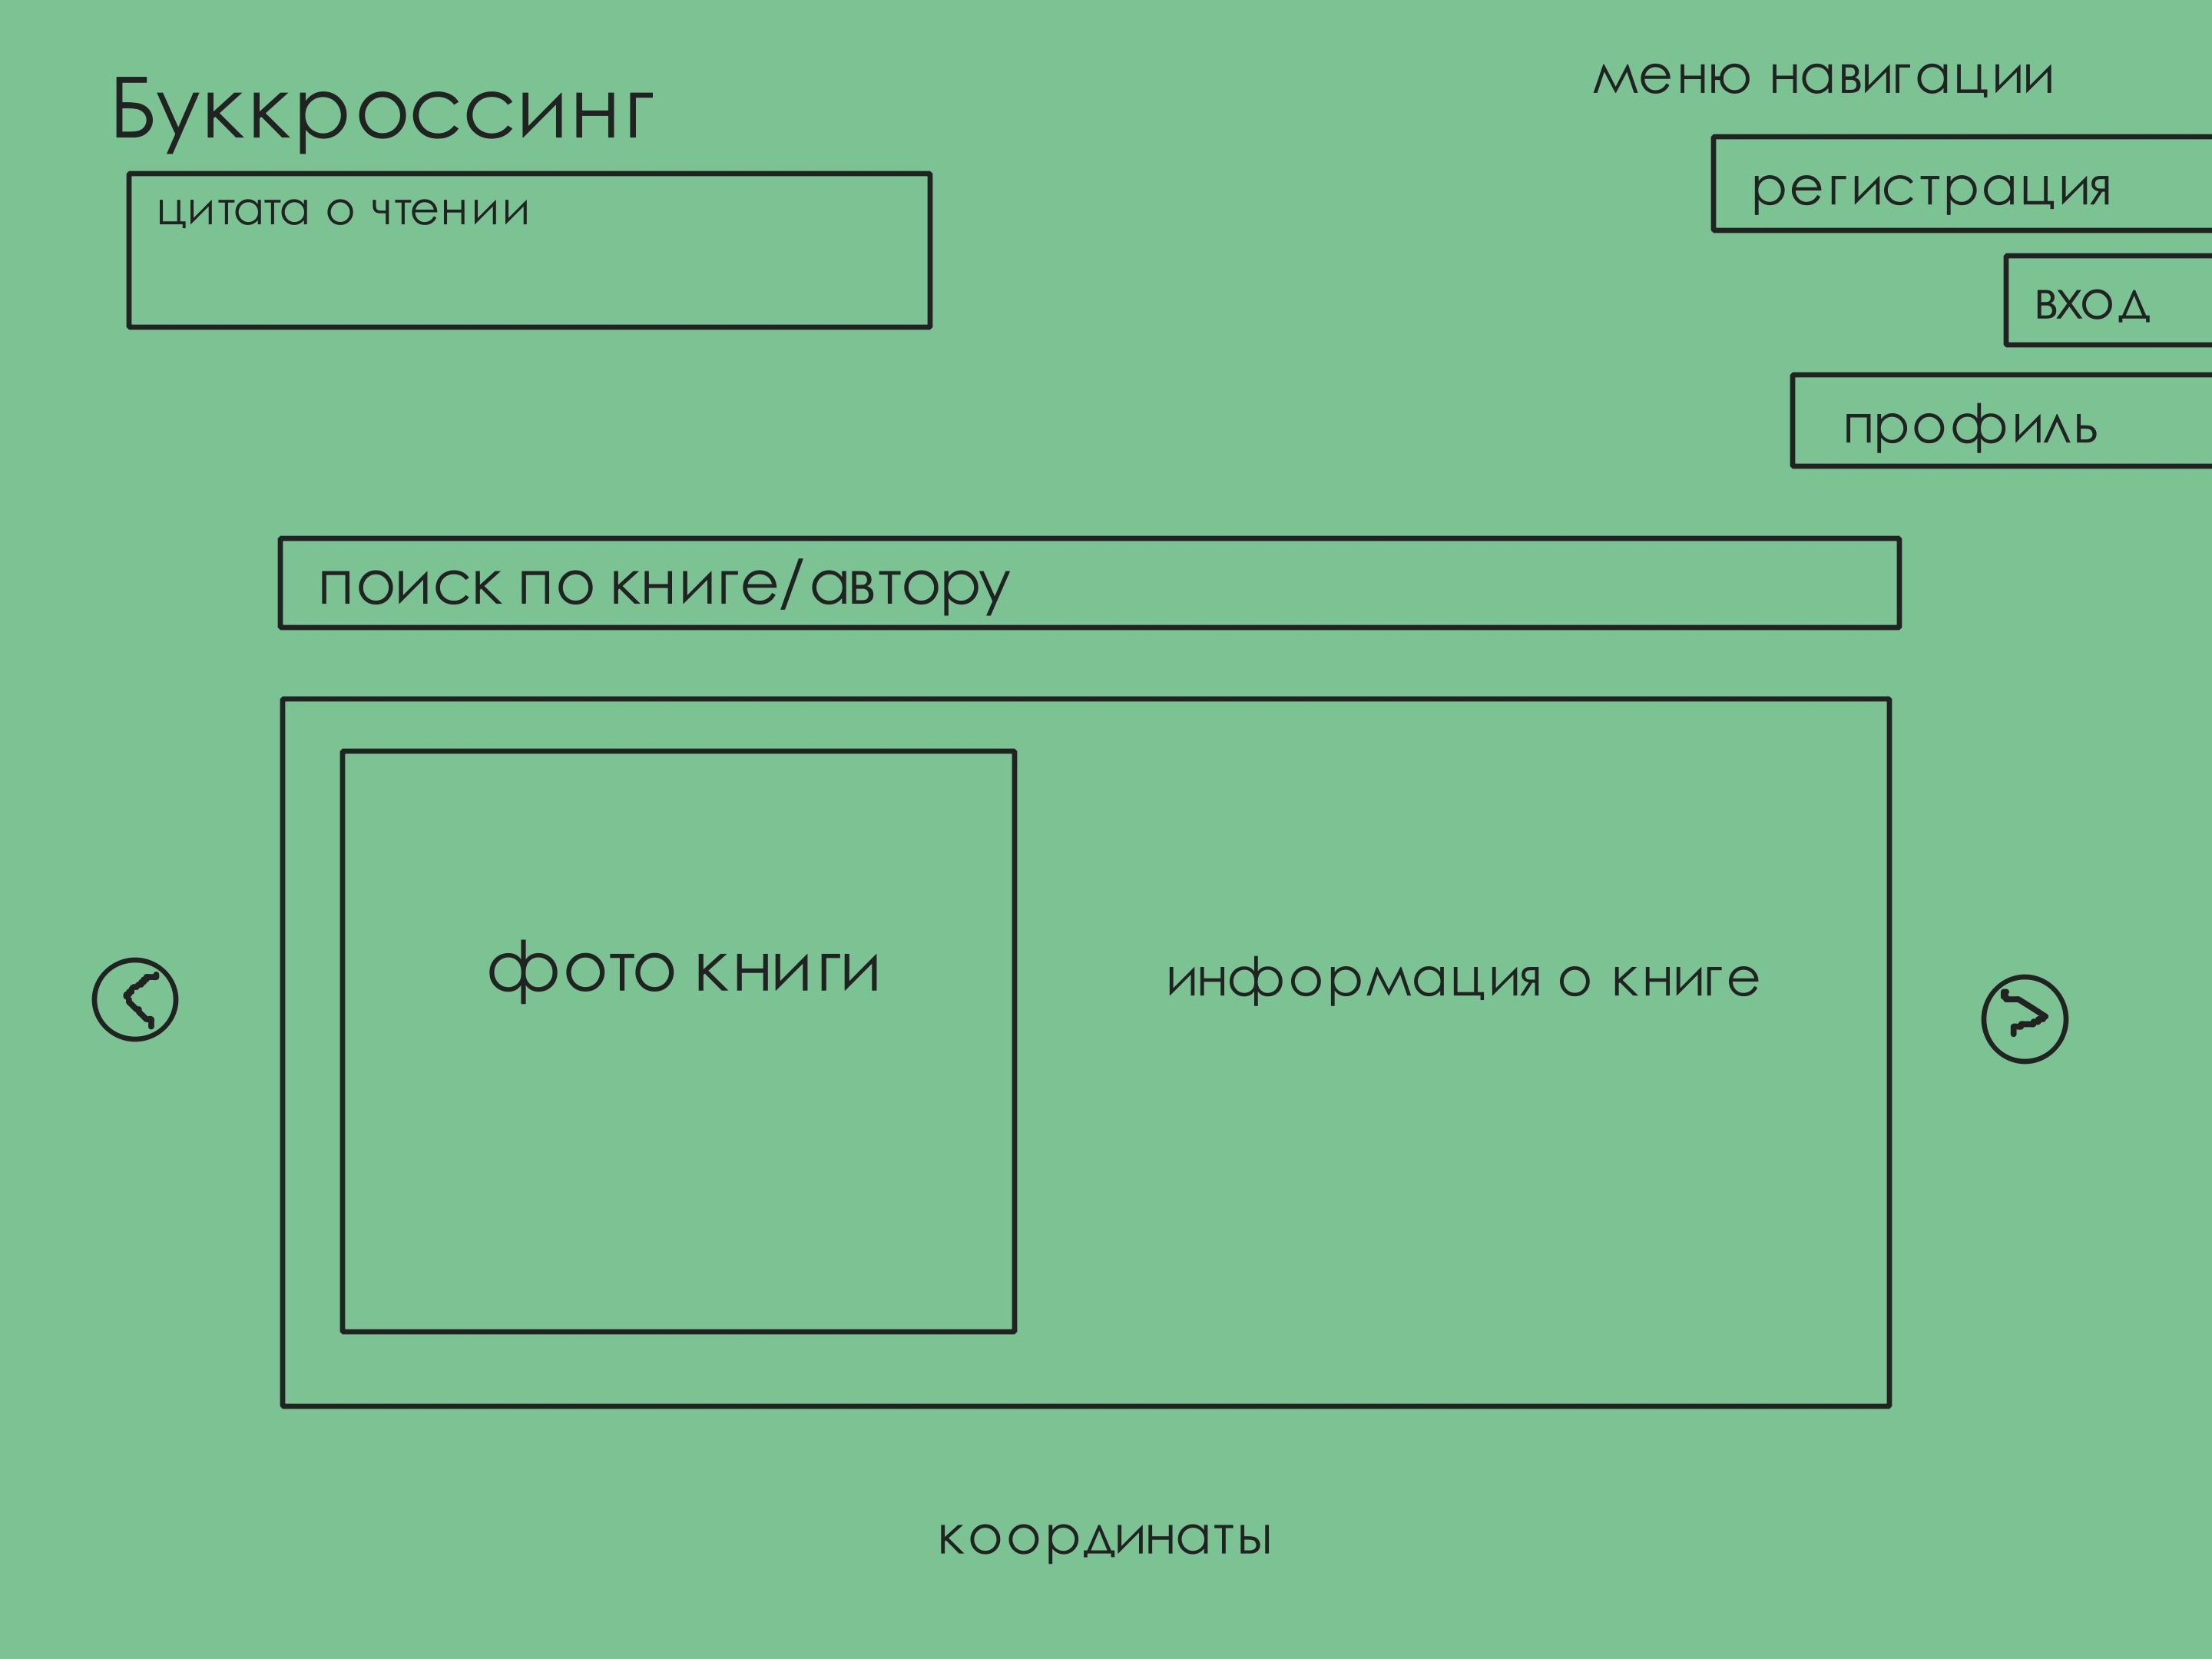 Буккроссинг
цитата о чтении
меню навигации
регистрация
вход
профиль
поиск по книге/автору
фото книги
информация о книге
координаты